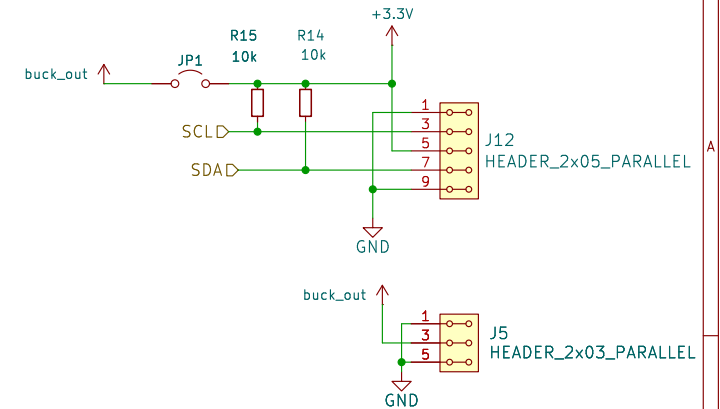 +3.3V
R15
10k
R14
10k
JP1
buck_out
SCL
SDA
1
3
5
7
9
J12
HEADER_2x05_PARALLEL
GND
A
buck_out
1
3
5
J5
HEADER_2x03_PARALLEL
GND